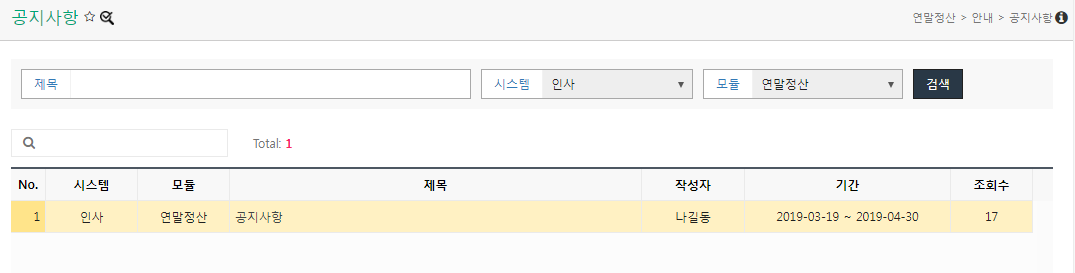 공지사항 연말정산 > 안내 > 공지사항
제목 시스템 인사 모듈 연말정산 검색
Total: 1
No. 시스템 모듈 제목 작성자 기간 조회수
1 인사 연말정산 공지사항 나길동 2019-03-19 ~ 2019-04-30 17